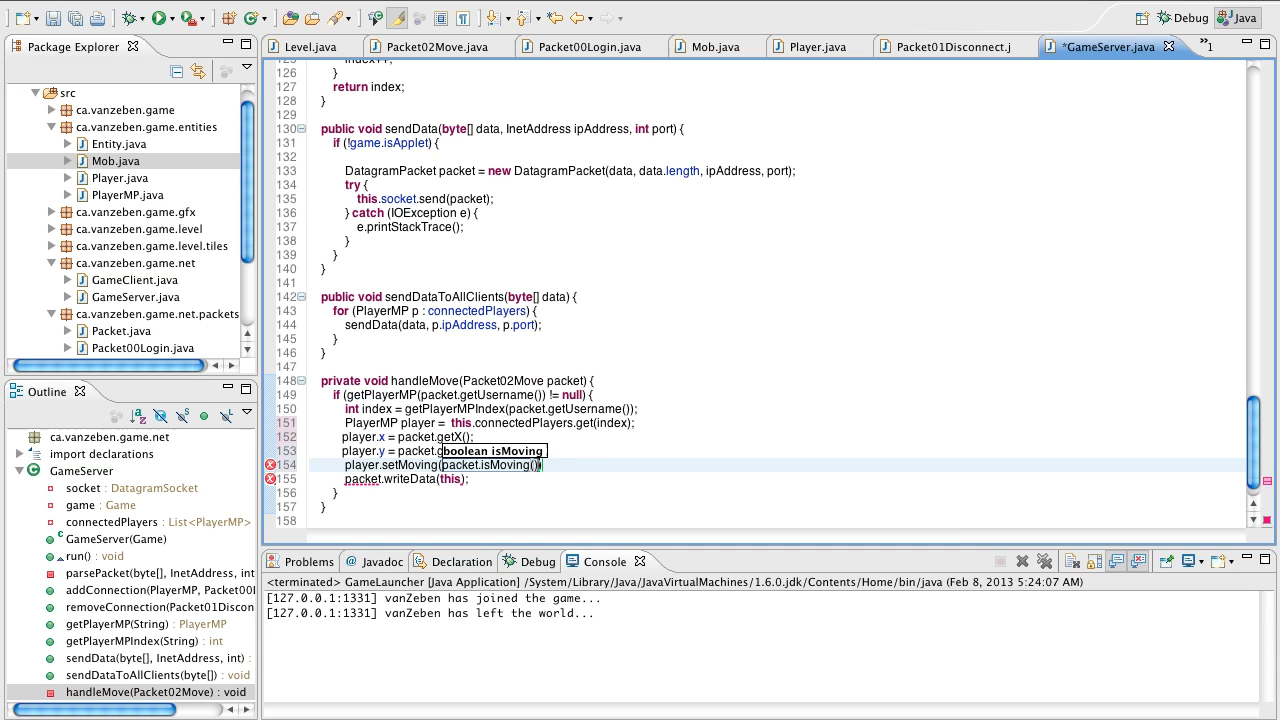 Debug
Java
Package Explorer
Level.java
Packet02Move.java
Packet00Login.java
Mob.java
Player.java
Packet01Disconnect.j
*GameServer.java
»1
src
ca.vanzeben.game
ca.vanzeben.game.entities
Entity.java
Mob.java
Player.java
PlayerMP.java
ca.vanzeben.game.gfx
ca.vanzeben.game.level
ca.vanzeben.game.level.tiles
ca.vanzeben.game.net
GameClient.java
GameServer.java
ca.vanzeben.game.net.packets
Packet.java
Packet00Login.java
125 index++;
126 }
127 return index;
128 }
129
130 public void sendData(byte[] data, InetAddress ipAddress, int port) {
131 if (!game.isApplet) {
132
133 DatagramPacket packet = new DatagramPacket(data, data.length, ipAddress, port);
134 try {
135 this.socket.send(packet);
136 } catch (IOException e) {
137 e.printStackTrace();
138 }
139 }
140 }
141
142 public void sendDataToAllClients(byte[] data) {
143 for (PlayerMP p : connectedPlayers) {
144 sendData(data, p.ipAddress, p.port);
145 }
146 }
147
148 private void handleMove(Packet02Move packet) {
149 if (getPlayerMP(packet.getUsername()) != null) {
150 int index = getPlayerMPIndex(packet.getUsername());
151 PlayerMP player = this.connectedPlayers.get(index);
152 player.x = packet.getX();
153 player.y = packet.g
boolean isMoving
154 player.setMoving(packet.isMoving())
155 packet.writeData(this);
156 }
157 }
158
Outline
ca.vanzeben.game.net
import declarations
GameServer
socket : DatagramSocket
game : Game
connectedPlayers : List<PlayerMP>
GameServer(Game)
run() : void
parsePacket(byte[], InetAddress, int
addConnection(PlayerMP, Packet00l
removeConnection(Packet01Discon
getPlayerMP(String) : PlayerMP
getPlayerMPIndex(String) : int
sendData(byte[], InetAddress, int) :
sendDataToAllClients(byte[]) : void
handleMove(Packet02Move) : void
Problems
@ Javadoc
Declaration
Debug
Console
<terminated> GameLauncher [Java Application] /System/Library/Java/JavaVirtualMachines/1.6.0.jdk/Contents/Home/bin/java (Feb 8, 2013 5:24:07 AM)
[127.0.0.1:1331] vanZeben has joined the game...
[127.0.0.1:1331] vanZeben has left the world...